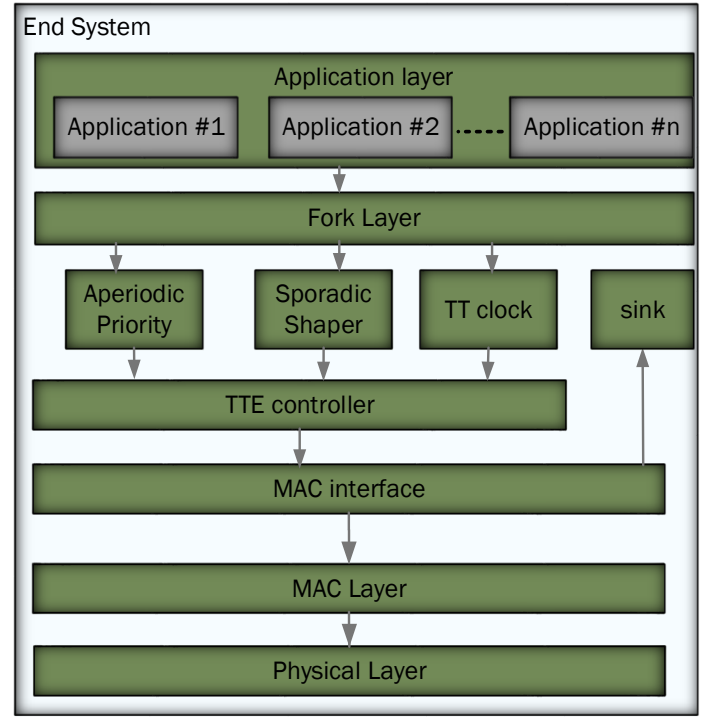 End System
Application layer
Application #1
Application #2
Application #n
Fork Layer
Aperiodic
Priority
Sporadic
Shaper
TT clock
sink
TTE controller
MAC interface
MAC Layer
Physical Layer